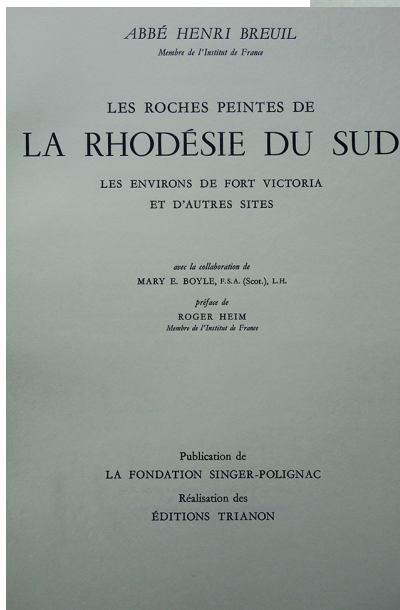 ABBÉ HENRI BREUIL
Membre de l'Institut de France
LES ROCHES PEINTES DE
LA RHODÉSIE DU SUD
LES ENVIRONS DE FORT VICTORIA
ET D'AUTRES SITES
avec la collaboration de
MARY E. BOYLE, F.S.A. (Scot.), L.H.
préface de
ROGER HEIM
Membre de l'Institut de France
Publication de
LA FONDATION SINGER-POLIGNAC
Réalisation des
ÉDITIONS TRIANON